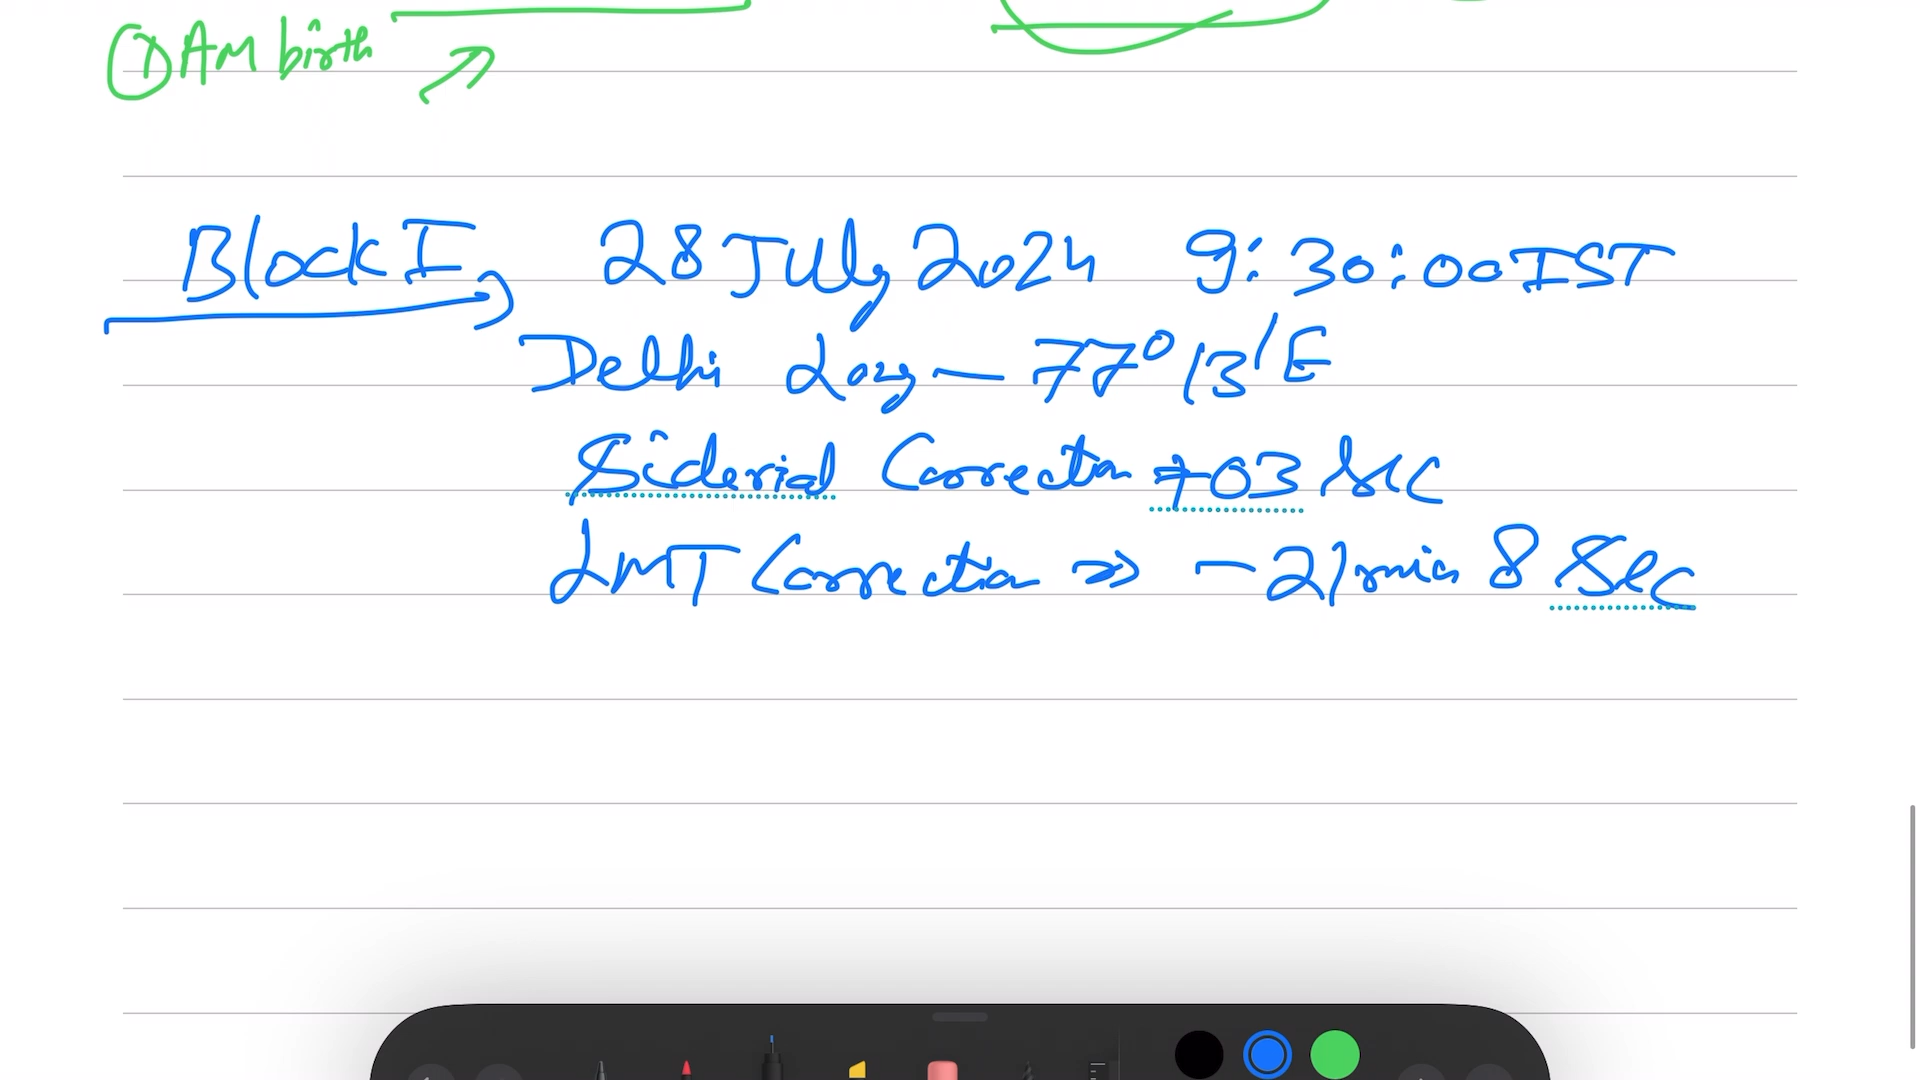 ① AM birth
Block I, 28 July 2024 9:30:00 IST
Delhi Long — 77° 13' E
Siderial Correction +03 Sec
LMT Correction ⇒ -21 min 8 Sec